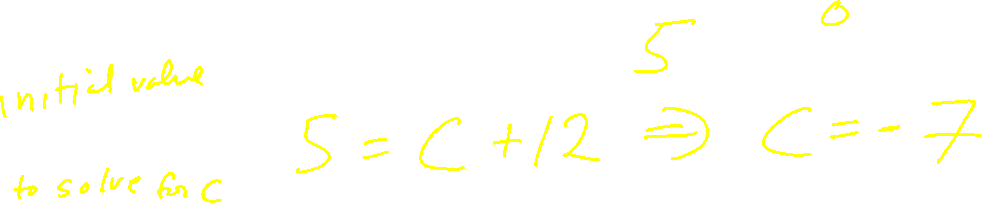 5 0
initial value
5 = C + 12 ⇒ C = - 7
to solve for C